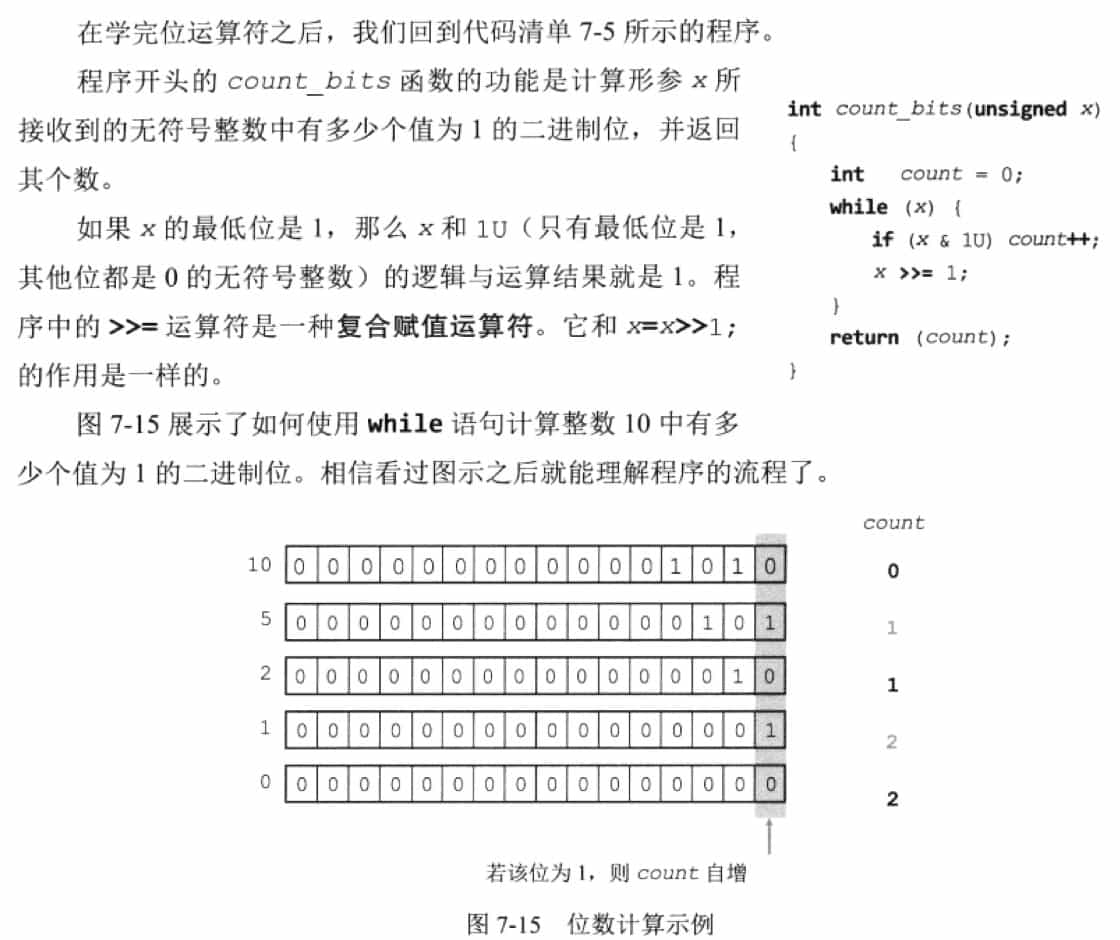 在学完位运算符之后，我们回到代码清单 7-5 所示的程序。
程序开头的 count_bits 函数的功能是计算形参 x 所
接收到的无符号整数中有多少个值为 1 的二进制位，并返回
其个数。
如果 x 的最低位是 1，那么 x 和 1U（只有最低位是 1，
其他位都是 0 的无符号整数）的逻辑与运算结果就是 1。程
序中的 >>= 运算符是一种复合赋值运算符。它和 x=x>>1;
的作用是一样的。
图 7-15 展示了如何使用 while 语句计算整数 10 中有多
少个值为 1 的二进制位。相信看过图示之后就能理解程序的流程了。
int count_bits(unsigned x)
{
int count = 0;
while (x) {
if (x & 1U) count++;
x >>= 1;
}
return (count);
}
count
10 0 0 0 0 0 0 0 0 0 0 0 0 1 0 1 0 0
5 0 0 0 0 0 0 0 0 0 0 0 0 0 1 0 1 1
2 0 0 0 0 0 0 0 0 0 0 0 0 0 0 1 0 1
1 0 0 0 0 0 0 0 0 0 0 0 0 0 0 0 1 2
0 0 0 0 0 0 0 0 0 0 0 0 0 0 0 0 0 2
若该位为 1，则 count 自增
图 7-15 位数计算示例